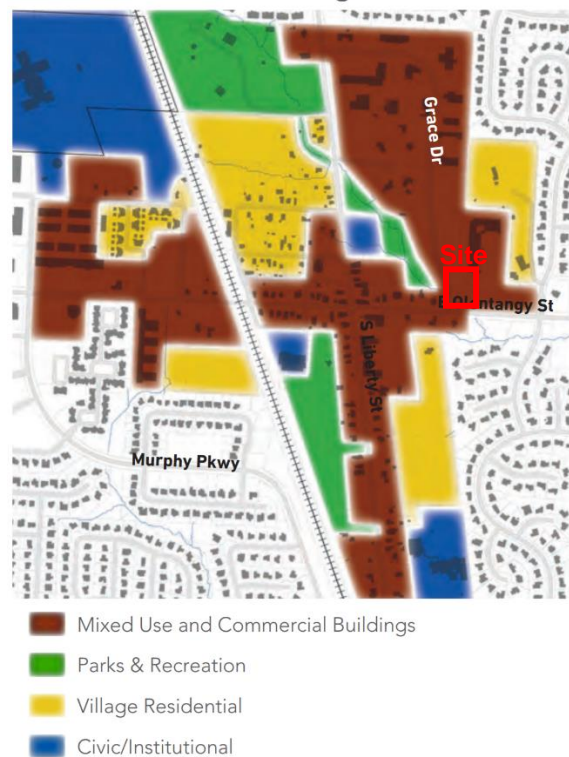 Grace Dr
Site
E Olentangy St
S Liberty St
Murphy Pkwy
Mixed Use and Commercial Buildings
Parks & Recreation
Village Residential
Civic/Institutional